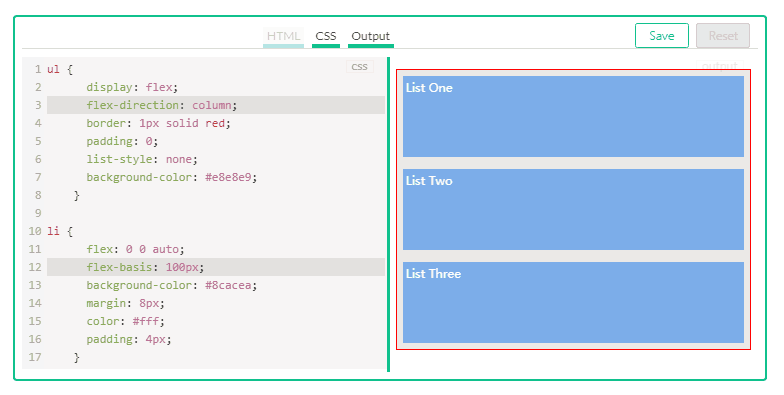 HTML CSS Output Save Reset
css output
1 ul {
2 display: flex;
3 flex-direction: column;
4 border: 1px solid red;
5 padding: 0;
6 list-style: none;
7 background-color: #e8e8e9;
8 }
9
10 li {
11 flex: 0 0 auto;
12 flex-basis: 100px;
13 background-color: #8cacea;
14 margin: 8px;
15 color: #fff;
16 padding: 4px;
17 }
List One
List Two
List Three